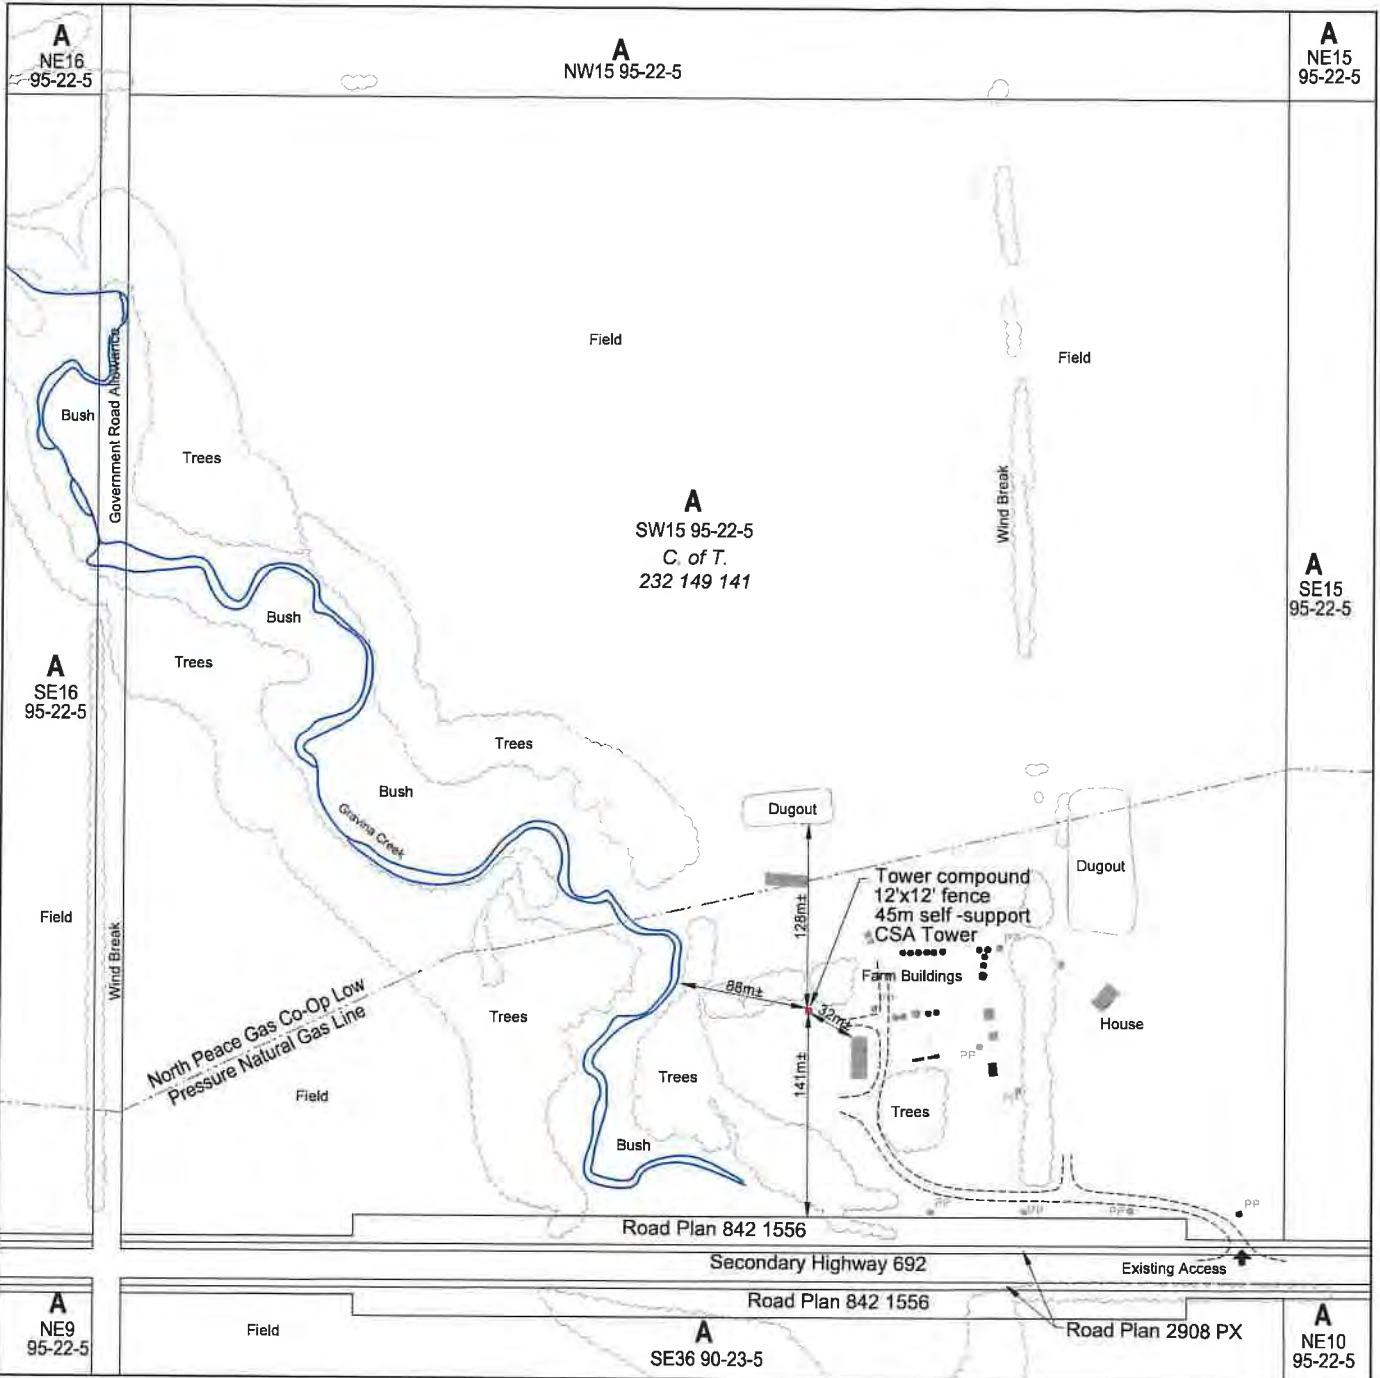 A
NE16
95-22-5
A
NW15 95-22-5
A
NE15
95-22-5
Field
Field
Government Road Allowance
Bush
Trees
Wind Break
A
SW15 95-22-5
C. of T.
232 149 141
A
SE15
95-22-5
Bush
Trees
A
SE16
95-22-5
Trees
Bush
Gravina Creek
Dugout
Dugout
Tower compound
12'x12' fence
45m self -support
CSA Tower
128m±
Field
Wind Break
PP
Farm Buildings
88m±
32m±
House
North Peace Gas Co-Op Low
Pressure Natural Gas Line
Trees
PP
141m±
Trees
Field
PP
Trees
Bush
PP
PP
PP
PP
Road Plan 842 1556
Secondary Highway 692
Existing Access
Road Plan 842 1556
Road Plan 2908 PX
A
NE9
95-22-5
Field
A
SE36 90-23-5
A
NE10
95-22-5